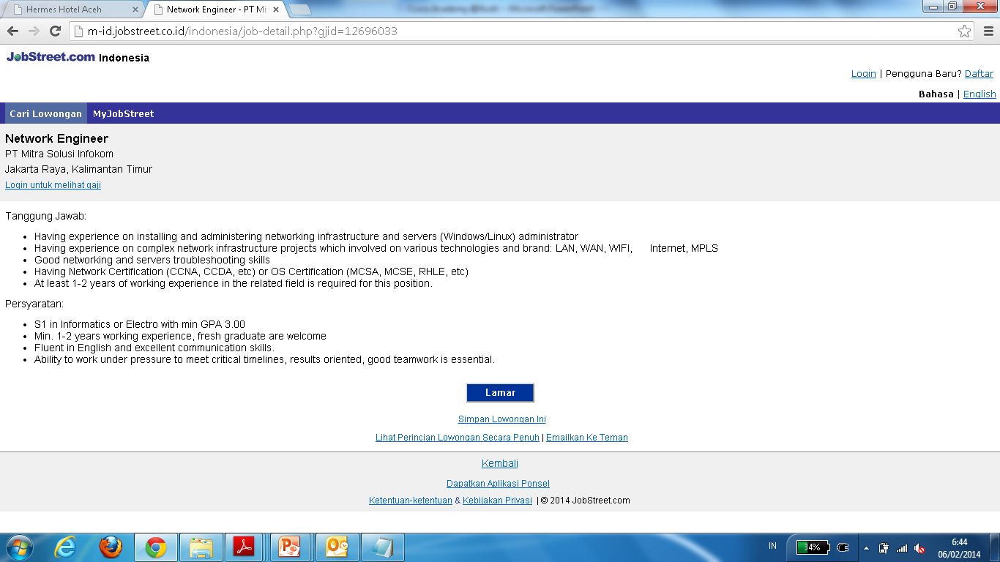 Hermes Hotel Aceh
Network Engineer - PT Mi
m-id.jobstreet.co.id/indonesia/job-detail.php?gjid=12696033
JobStreet.com Indonesia
Login | Pengguna Baru? Daftar
Bahasa | English
Cari Lowongan MyJobStreet
Network Engineer
PT Mitra Solusi Infokom
Jakarta Raya, Kalimantan Timur
Login untuk melihat gaji
Tanggung Jawab:
• Having experience on installing and administering networking infrastructure and servers (Windows/Linux) administrator
• Having experience on complex network infrastructure projects which involved on various technologies and brand: LAN, WAN, WIFI, Internet, MPLS
• Good networking and servers troubleshooting skills
• Having Network Certification (CCNA, CCDA, etc) or OS Certification (MCSA, MCSE, RHLE, etc)
• At least 1-2 years of working experience in the related field is required for this position.
Persyaratan:
• S1 in Informatics or Electro with min GPA 3.00
• Min. 1-2 years working experience, fresh graduate are welcome
• Fluent in English and excellent communication skills.
• Ability to work under pressure to meet critical timelines, results oriented, good teamwork is essential.
Lamar
Simpan Lowongan Ini
Lihat Perincian Lowongan Secara Penuh | Emailkan Ke Teman
Kembali
Dapatkan Aplikasi Ponsel
Ketentuan-ketentuan & Kebijakan Privasi | © 2014 JobStreet.com
IN
34%
6:44
06/02/2014